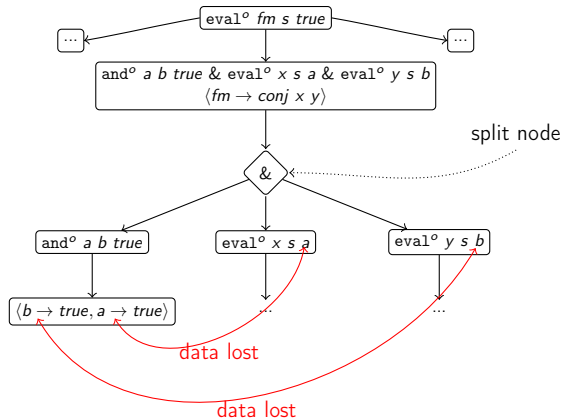 evalᵒ fm s true
...
...
andᵒ a b true & evalᵒ x s a & evalᵒ y s b
⟨fm → conj x y⟩
split node
&
andᵒ a b true
evalᵒ x s a
evalᵒ y s b
⟨b → true, a → true⟩
...
...
data lost
data lost